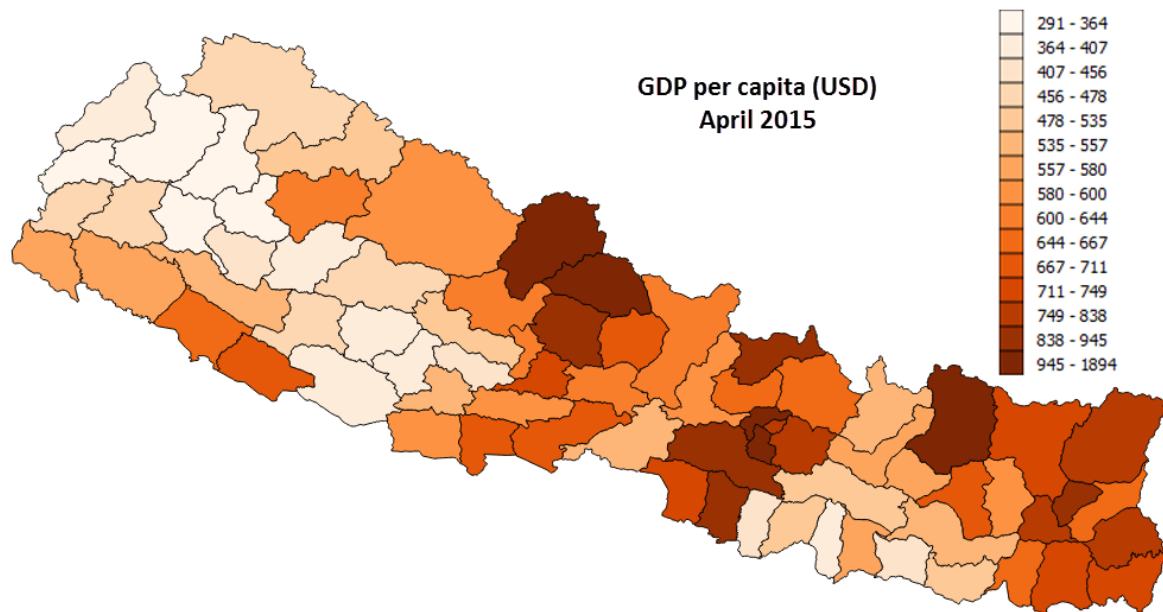 GDP per capita (USD)
April 2015
291 - 364
364 - 407
407 - 456
456 - 478
478 - 535
535 - 557
557 - 580
580 - 600
600 - 644
644 - 667
667 - 711
711 - 749
749 - 838
838 - 945
945 - 1894